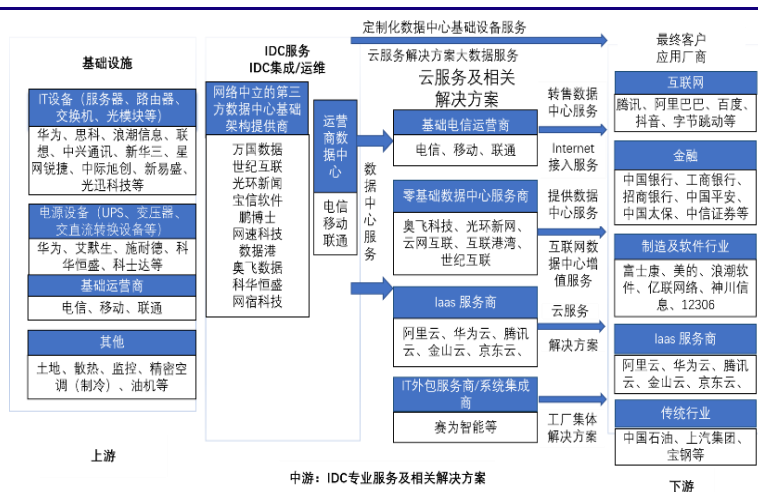 定制化数据中心基础设备服务
云服务解决方案大数据服务
基础设施
IT设备（服务器、路由器、
交换机、光模块等）
华为、思科、浪潮信息、联
想、中兴通讯、新华三、星
网锐捷、中际旭创、新易盛、
光迅科技等
电源设备（UPS、变压器、
交直流转换设备等）
华为、艾默生、施耐德、科
华恒盛、科士达等
基础运营商
电信、移动、联通
其他
土地、散热、监控、精密空
调（制冷）、油机等
上游
IDC服务
IDC集成/运维
网络中立的第三
方数据中心基础
架构提供商
万国数据
世纪互联
光环新闻
宝信软件
鹏博士
网速科技
数据港
奥飞数据
科华恒盛
网宿科技
运营
商数
据中
心
电信
移动
联通
数据中心服务
云服务及相关
解决方案
基础电信运营商
电信、移动、联通
零基础数据中心服务商
奥飞科技、光环新网、
云网互联、互联港湾、
世纪互联
Iaas 服务商
阿里云、华为云、腾讯
云、金山云、京东云、
IT外包服务商/系统集成
商
赛为智能等
转售数据
中心服务
Internet
接入服务
提供数据
中心服务
互联网数
据中心增
值服务
云服务
解决方案
工厂集体
解决方案
中游：IDC专业服务及相关解决方案
最终客户
应用厂商
互联网
腾讯、阿里巴巴、百度、
抖音、字节跳动等
金融
中国银行、工商银行、
招商银行、中国平安、
中国太保、中信证券等
制造及软件行业
富士康、美的、浪潮软
件、亿联网络、神川信
息、12306
Iaas 服务商
阿里云、华为云、腾讯
云、金山云、京东云、
传统行业
中国石油、上汽集团、
宝钢等
下游